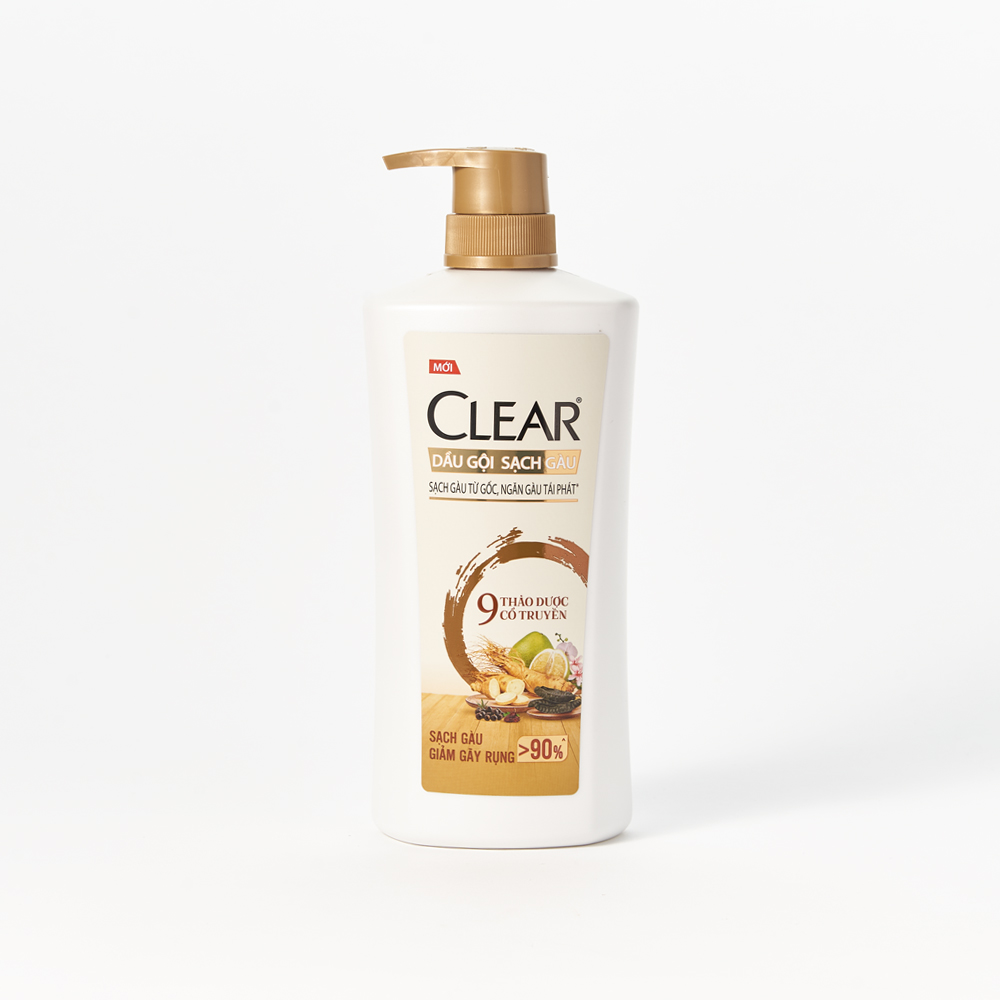 MỚI
CLEAR®
DẦU GỘI SẠCH GÀU
SẠCH GÀU TỪ GỐC, NGĂN GÀU TÁI PHÁT*
9 THẢO DƯỢC
CỔ TRUYỀN
SẠCH GÀU
GIẢM GÃY RỤNG >90%^